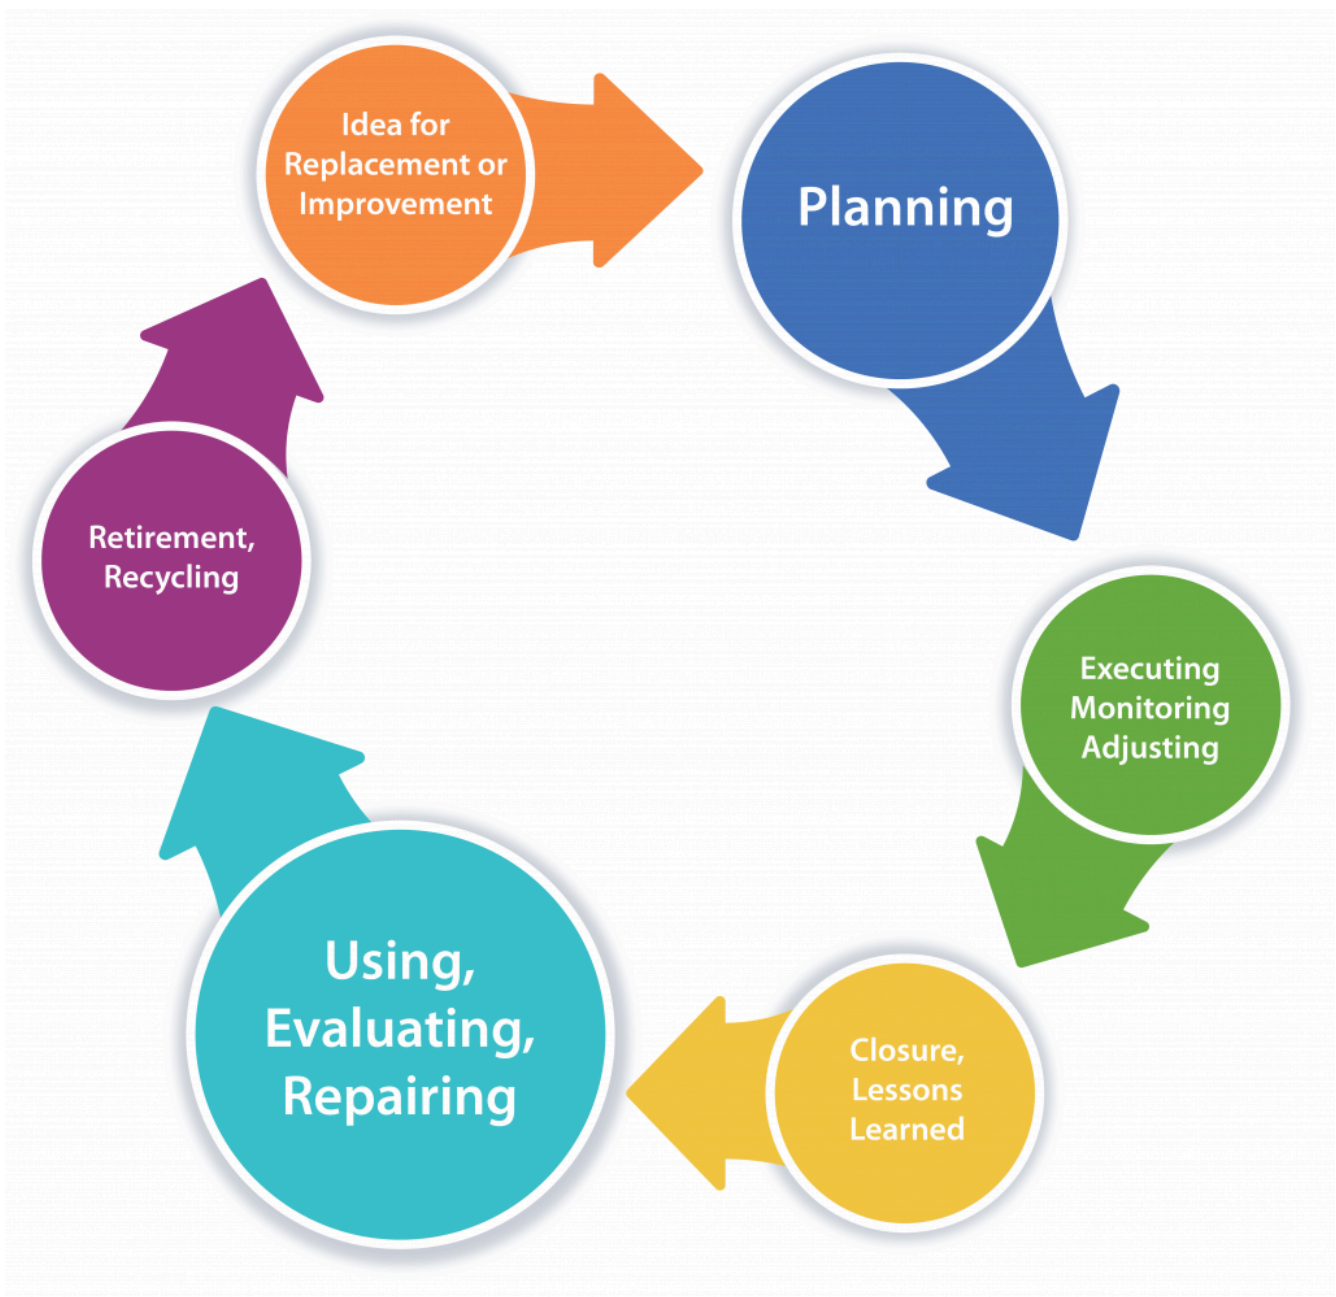 Idea for
Replacement or
Improvement
Planning
Executing
Monitoring
Adjusting
Closure,
Lessons
Learned
Using,
Evaluating,
Repairing
Retirement,
Recycling